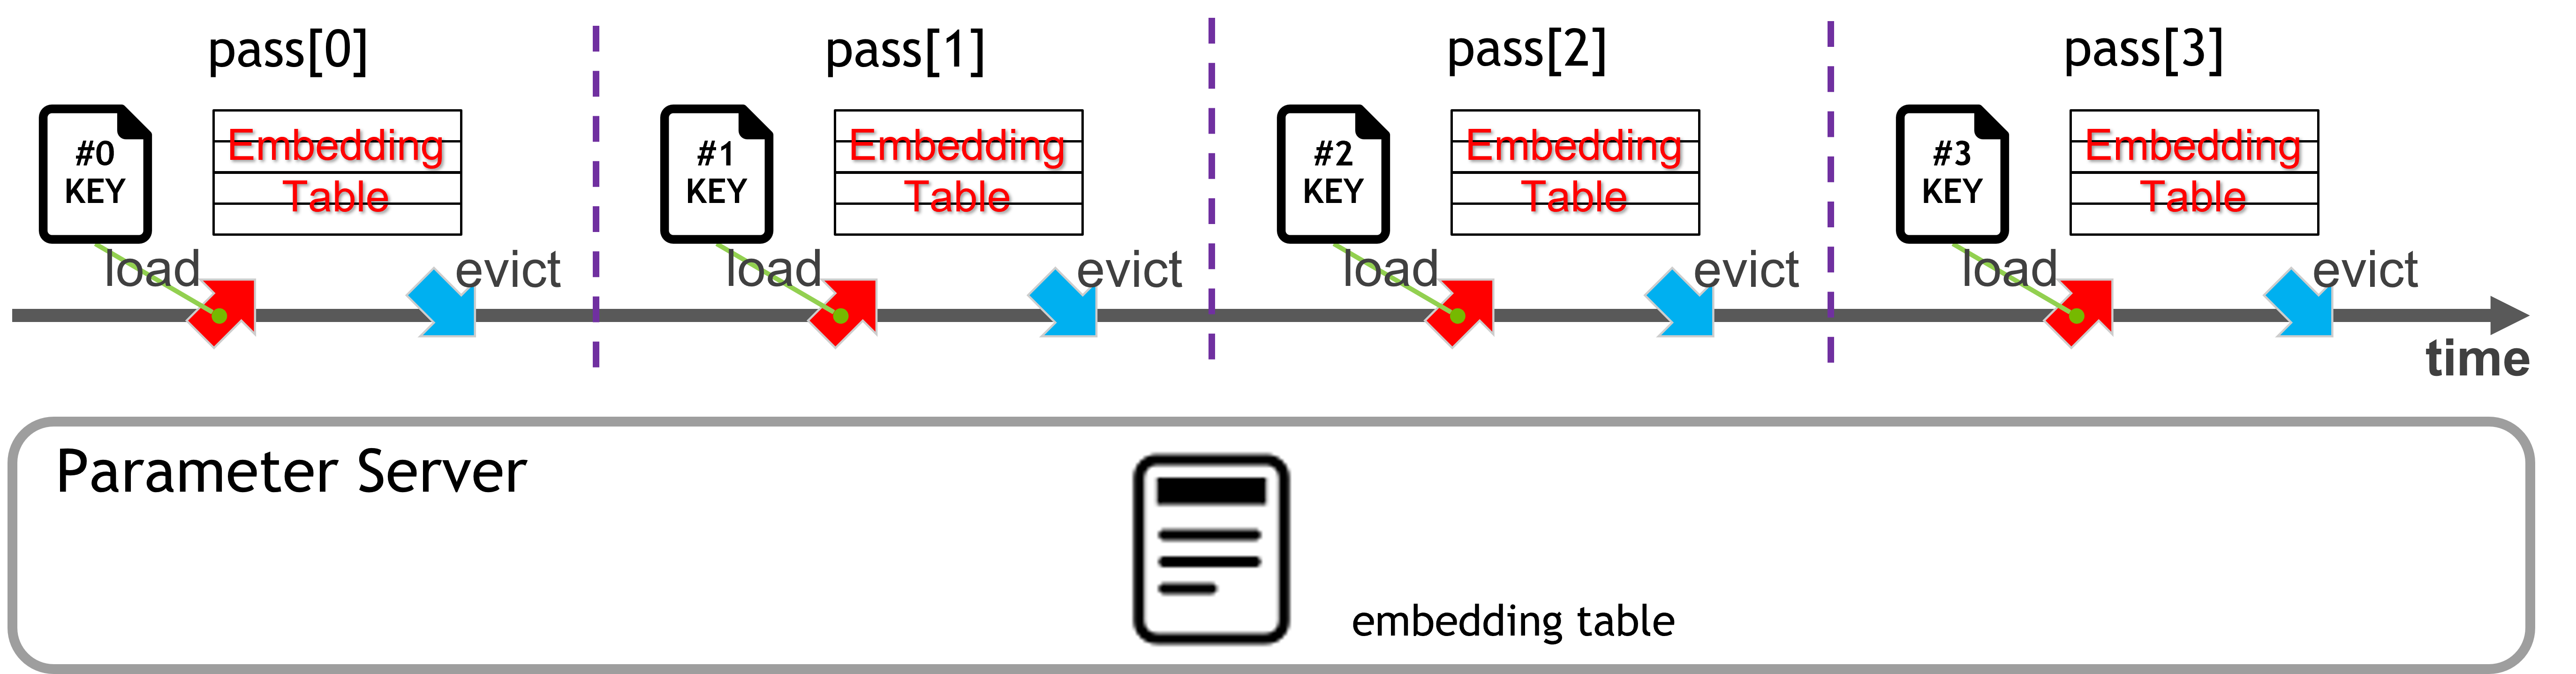 pass[0]
pass[1]
pass[2]
pass[3]
#0
KEY
Embedding
Table
#1
KEY
Embedding
Table
#2
KEY
Embedding
Table
#3
KEY
Embedding
Table
load
evict
load
evict
load
evict
load
evict
time
Parameter Server
embedding table